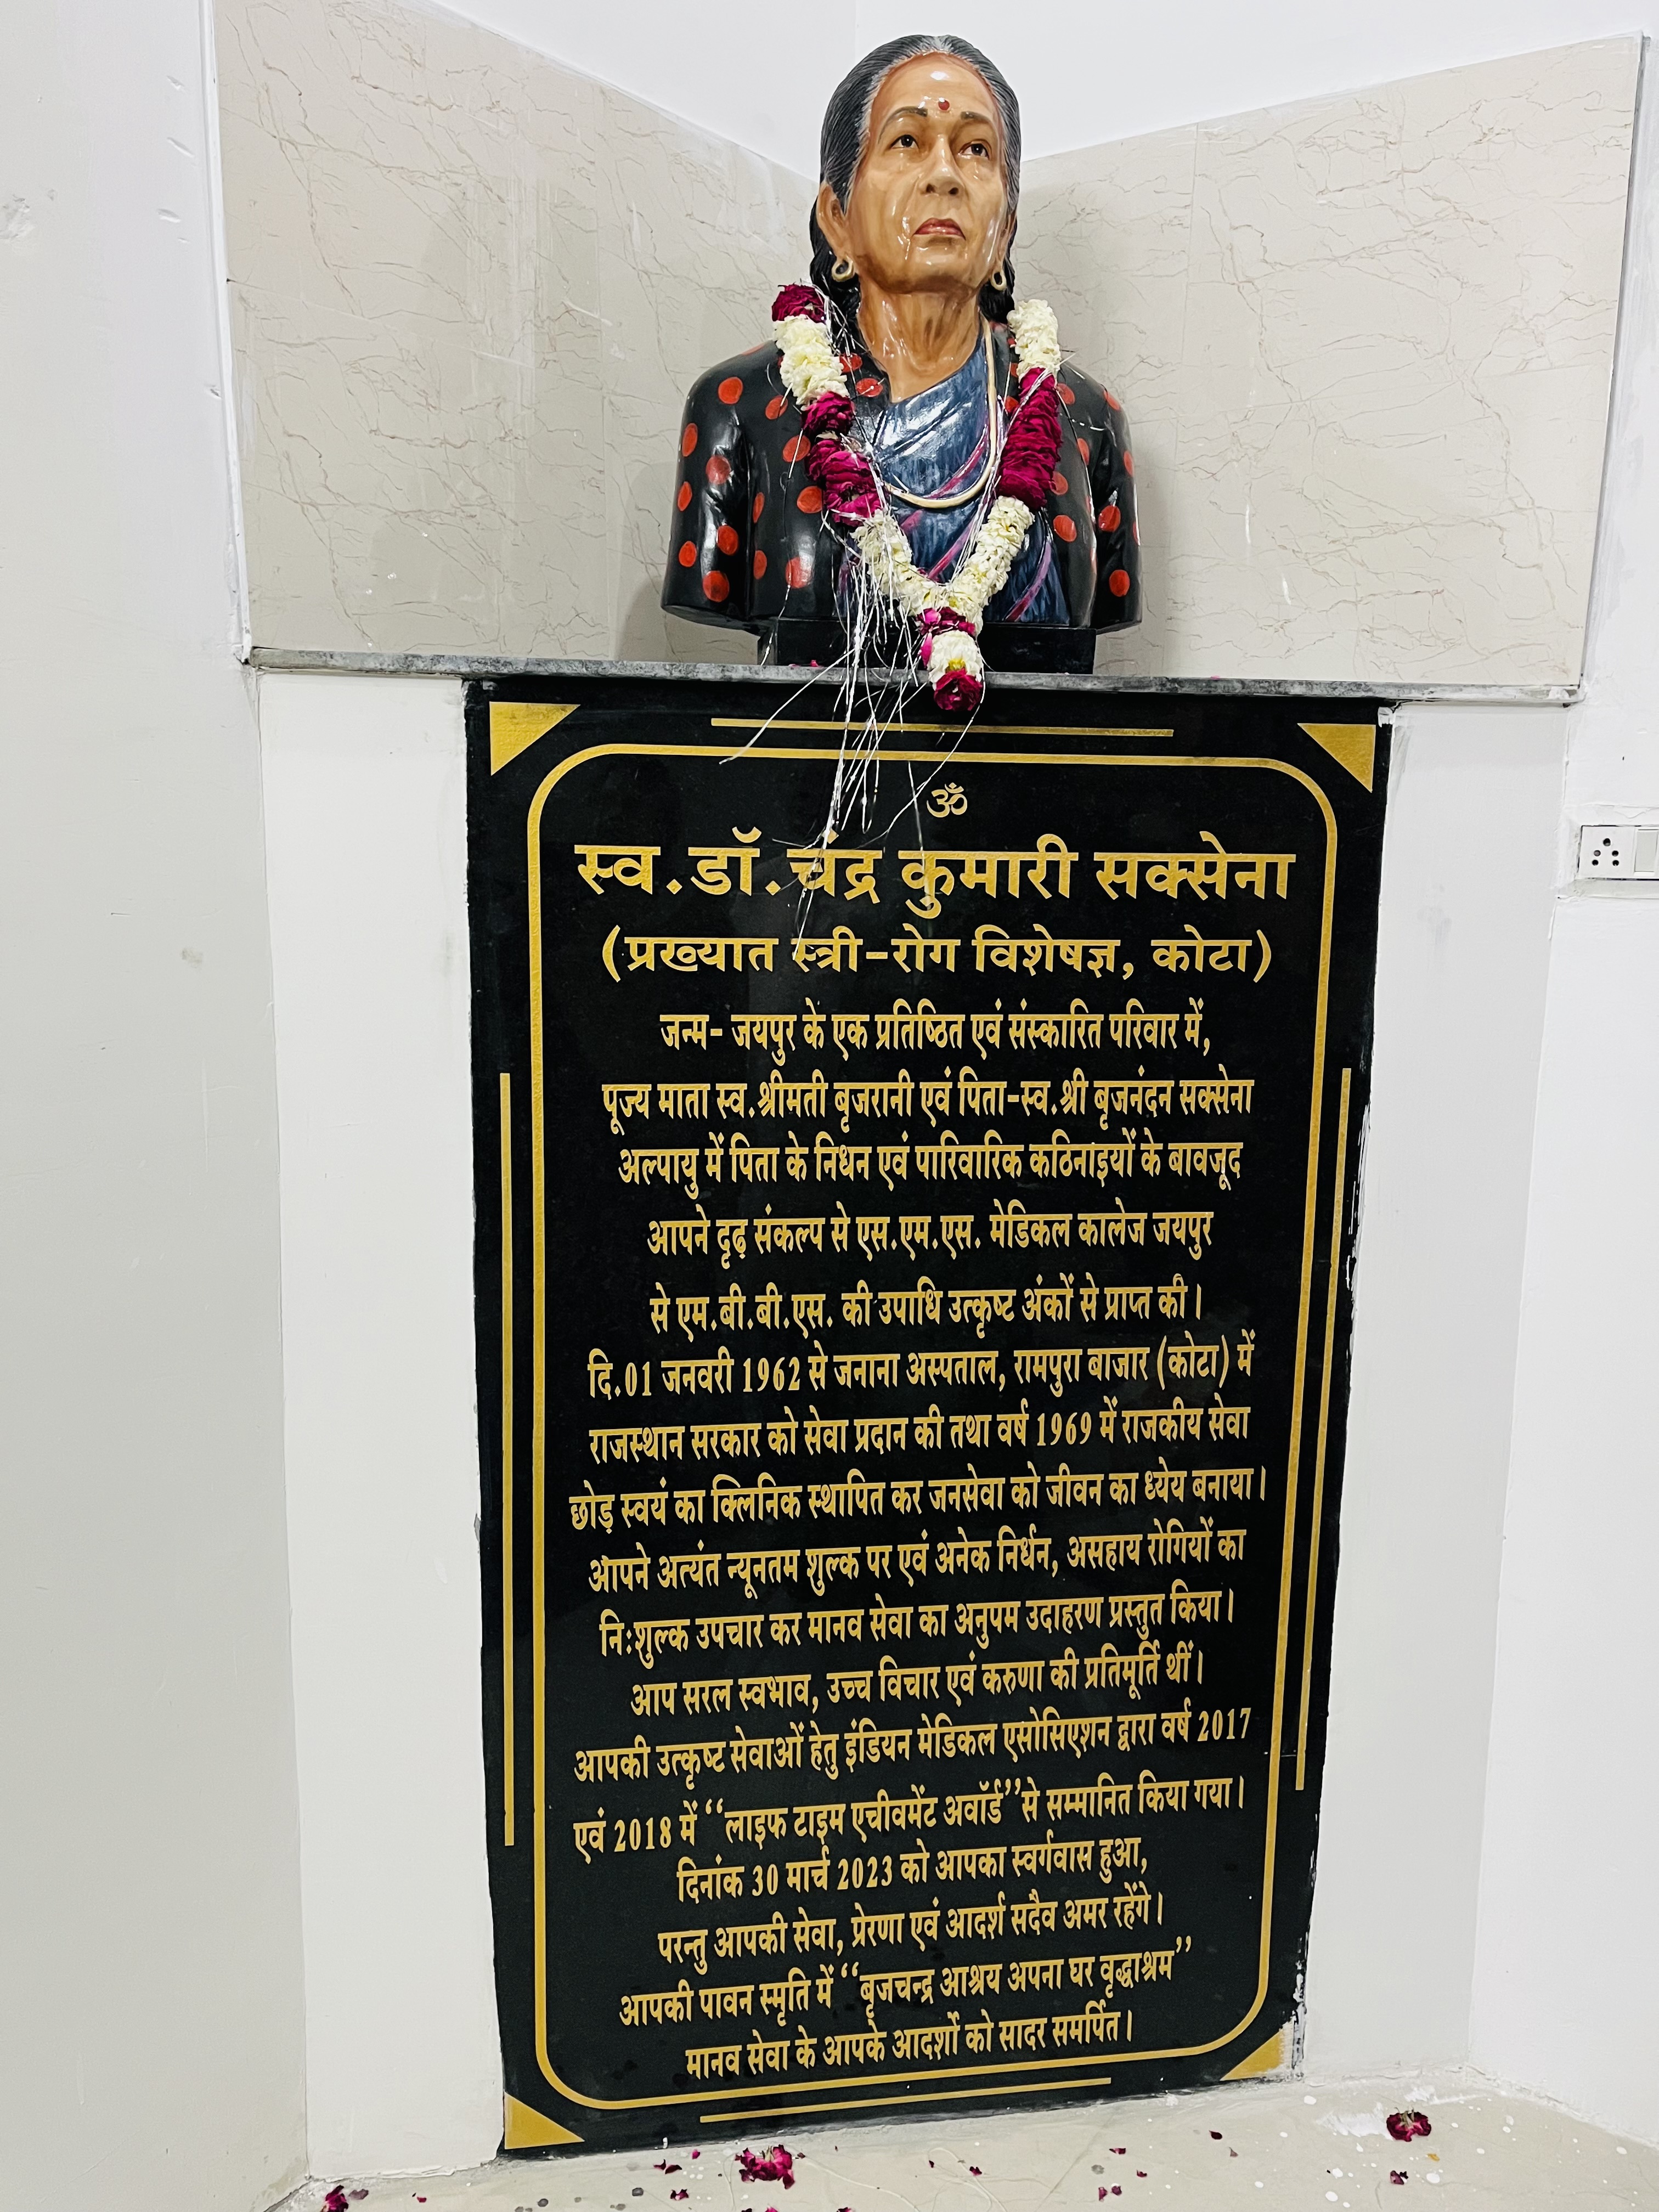 ॐ
स्व.डॉ.चंद्र कुमारी सक्सेना
(प्रख्यात स्त्री-रोग विशेषज्ञ, कोटा)
जन्म- जयपुर के एक प्रतिष्ठित एवं संस्कारित परिवार में,
पूज्य माता स्व.श्रीमती बृजरानी एवं पिता-स्व.श्री बृजनंदन सक्सेना
अल्पायु में पिता के निधन एवं पारिवारिक कठिनाइयों के बावजूद
आपने दृढ़ संकल्प से एस.एम.एस. मेडिकल कालेज जयपुर
से एम.बी.बी.एस. की उपाधि उत्कृष्ट अंकों से प्राप्त की।
दि.01 जनवरी 1962 से जनाना अस्पताल, रामपुरा बाजार (कोटा) में
राजस्थान सरकार को सेवा प्रदान की तथा वर्ष 1969 में राजकीय सेवा
छोड़ स्वयं का क्लिनिक स्थापित कर जनसेवा को जीवन का ध्येय बनाया।
आपने अत्यंत न्यूनतम शुल्क पर एवं अनेक निर्धन, असहाय रोगियों का
निःशुल्क उपचार कर मानव सेवा का अनुपम उदाहरण प्रस्तुत किया।
आप सरल स्वभाव, उच्च विचार एवं करुणा की प्रतिमूर्ति थीं।
आपकी उत्कृष्ट सेवाओं हेतु इंडियन मेडिकल एसोसिएशन द्वारा वर्ष 2017
एवं 2018 में “लाइफ टाइम एचीवमेंट अवॉर्ड” से सम्मानित किया गया।
दिनांक 30 मार्च 2023 को आपका स्वर्गवास हुआ,
परन्तु आपकी सेवा, प्रेरणा एवं आदर्श सदैव अमर रहेंगे।
आपकी पावन स्मृति में “बृजचन्द्र आश्रय अपना घर वृद्धाश्रम”
मानव सेवा के आपके आदर्शो को सादर समर्पित।